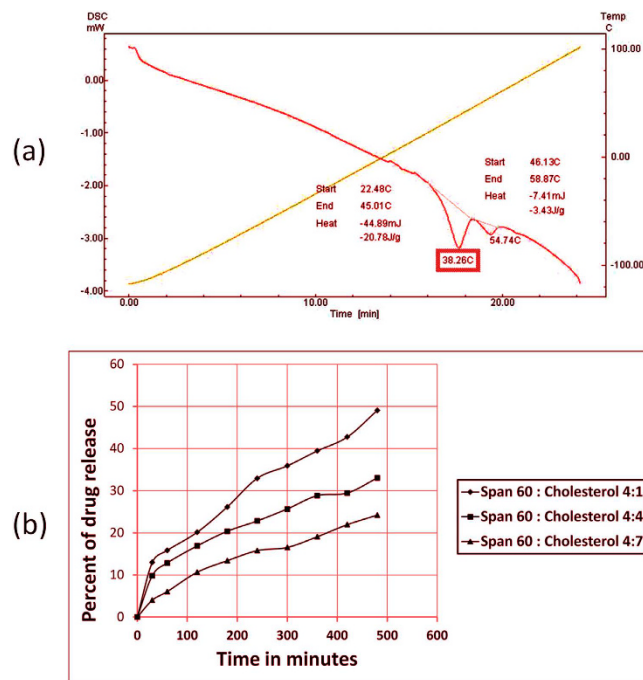 (a)
DSC
mW
Temp
C
0.00
-1.00
-2.00
-3.00
-4.00
100.00
0.00
-100.00
Start 22.48C
End 45.01C
Heat -44.89mJ
-20.78J/g
Start 46.13C
End 58.87C
Heat -7.41mJ
-3.43J/g
38.26C
54.74C
0.00 10.00 20.00
Time [min]
(b)
Percent of drug release
60
50
40
30
20
10
0
0 100 200 300 400 500 600
Time in minutes
Span 60 : Cholesterol 4:1
Span 60 : Cholesterol 4:4
Span 60 : Cholesterol 4:7